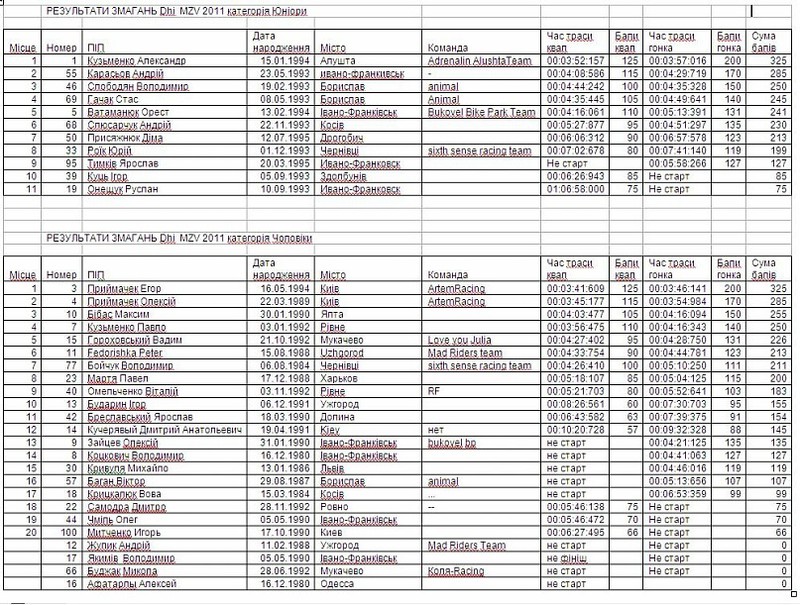 РЕЗУЛЬТАТИ ЗМАГАНЬ Dhi MZV 2011 категорія Юніори
Місце Номер ПІП Дата народження Місто Команда Час траси квал Бали квал Час траси гонка Бали гонка Сума балів
1 1 Кузьменко Александр 15.01.1994 Алушта Adrenalin AlushtaTeam 00:03:52:157 125 00:03:57:016 200 325
2 55 Карасьов Андрій 23.05.1993 ивано-франкивськ - 00:04:08:586 115 00:04:29:719 170 285
3 46 Слободян Володимир 19.02.1993 Борислав animal 00:04:44:242 100 00:04:35:328 150 250
4 69 Гачак Стас 08.05.1993 Борислав Animal 00:04:35:445 105 00:04:49:641 140 245
5 5 Ватаманюк Орест 13.02.1994 Івано-Франківськ Bukovel Bike Park Team 00:04:16:061 110 00:05:13:391 131 241
6 68 Слюсарчук Андрій 22.11.1993 Косів 00:05:27:877 95 00:04:51:297 135 230
7 50 Присяжнюк Діма 12.07.1995 Дрогобич 00:06:06:312 90 00:06:57:578 123 213
8 33 Роїк Юрій 01.12.1993 Чернівці sixth sense racing team 00:07:02:678 80 00:07:41:140 119 199
9 95 Тимків Ярослав 20.03.1995 Ивано-Франковск Не старт 00:05:58:266 127 127
10 39 Куць Ігор 05.09.1993 Здолбунів 00:06:26:943 85 Не старт 85
11 19 Онещук Руслан 10.09.1993 Ивано-Франковск 01:06:58:000 75 Не старт 75
РЕЗУЛЬТАТИ ЗМАГАНЬ Dhi MZV 2011 категорія Чоловіки
Місце Номер ПІП Дата народження Місто Команда Час траси квал Бали квал Час траси гонка Бали гонка Сума балів
1 3 Приймачек Егор 16.05.1994 Київ ArtemRacing 00:03:41:609 125 00:03:46:141 200 325
2 4 Приймачек Олексій 22.03.1989 Київ ArtemRacing 00:03:45:177 115 00:03:54:984 170 285
3 10 Бібас Максим 30.01.1990 Ялта 00:04:03:477 105 00:04:16:094 150 255
4 7 Кузьменко Павло 03.01.1992 Рівне 00:03:56:475 110 00:04:16:343 140 250
5 15 Гороховський Вадим 21.10.1992 Мукачево Love you Julia 00:04:27:402 95 00:04:28:750 131 226
6 11 Fedorishka Peter 15.08.1988 Uzhgorod Mad Riders team 00:04:33:754 90 00:04:44:781 123 213
7 77 Бойчук Володимир 06.08.1984 Чернівці sixth sense racing team 00:04:26:410 100 00:05:10:250 111 211
8 23 Мартя Павел 17.12.1988 Харьков 00:05:18:107 85 00:05:04:125 115 200
9 40 Омельченко Віталій 03.11.1992 Рівне RF 00:05:21:703 80 00:05:52:641 103 183
10 13 Бударин Ігор 06.12.1991 Ужгород 00:08:26:561 60 00:07:30:703 95 155
11 42 Бреславський Ярослав 18.03.1990 Долина 00:06:43:582 63 00:07:39:375 91 154
12 14 Кучерявый Дмитрий Анатольевич 19.04.1991 Kiev нет 00:10:20:728 57 00:09:32:328 88 145
13 9 Зайцев Олексій 31.01.1990 Івано-Франківськ bukovel bp не старт 00:04:21:125 135 135
14 8 Коцкович Володимир 16.12.1980 Івано-Франківськ не старт 00:04:41:063 127 127
15 30 Кривуля Михайло 13.01.1986 Львів не старт 00:04:46:016 119 119
16 57 Баган Віктор 29.08.1987 Борислав animal не старт 00:05:13:656 107 107
17 18 Крицкалюк Вова 15.03.1984 Косів ... не старт 00:06:53:359 99 99
18 22 Самодра Дмитро 28.11.1992 Ровно -- 00:05:46:138 75 Не старт 75
19 44 Чміль Олег 05.05.1990 Івано-Франківськ 00:05:46:472 70 Не старт 70
20 100 Митченко Игорь 17.10.1990 Киев 00:06:27:495 66 Не старт 66
12 Жупик Андрій 11.02.1988 Ужгород Mad Riders Team не старт Не старт 0
17 Якимів Володимир 05.05.1990 Івано-Франківськ не фініш Не старт 0
66 Буджак Микола 28.06.1992 Мукачево Коля-Racing не старт Не старт 0
16 Афатарлы Алексей 16.12.1980 Одесса не старт 0